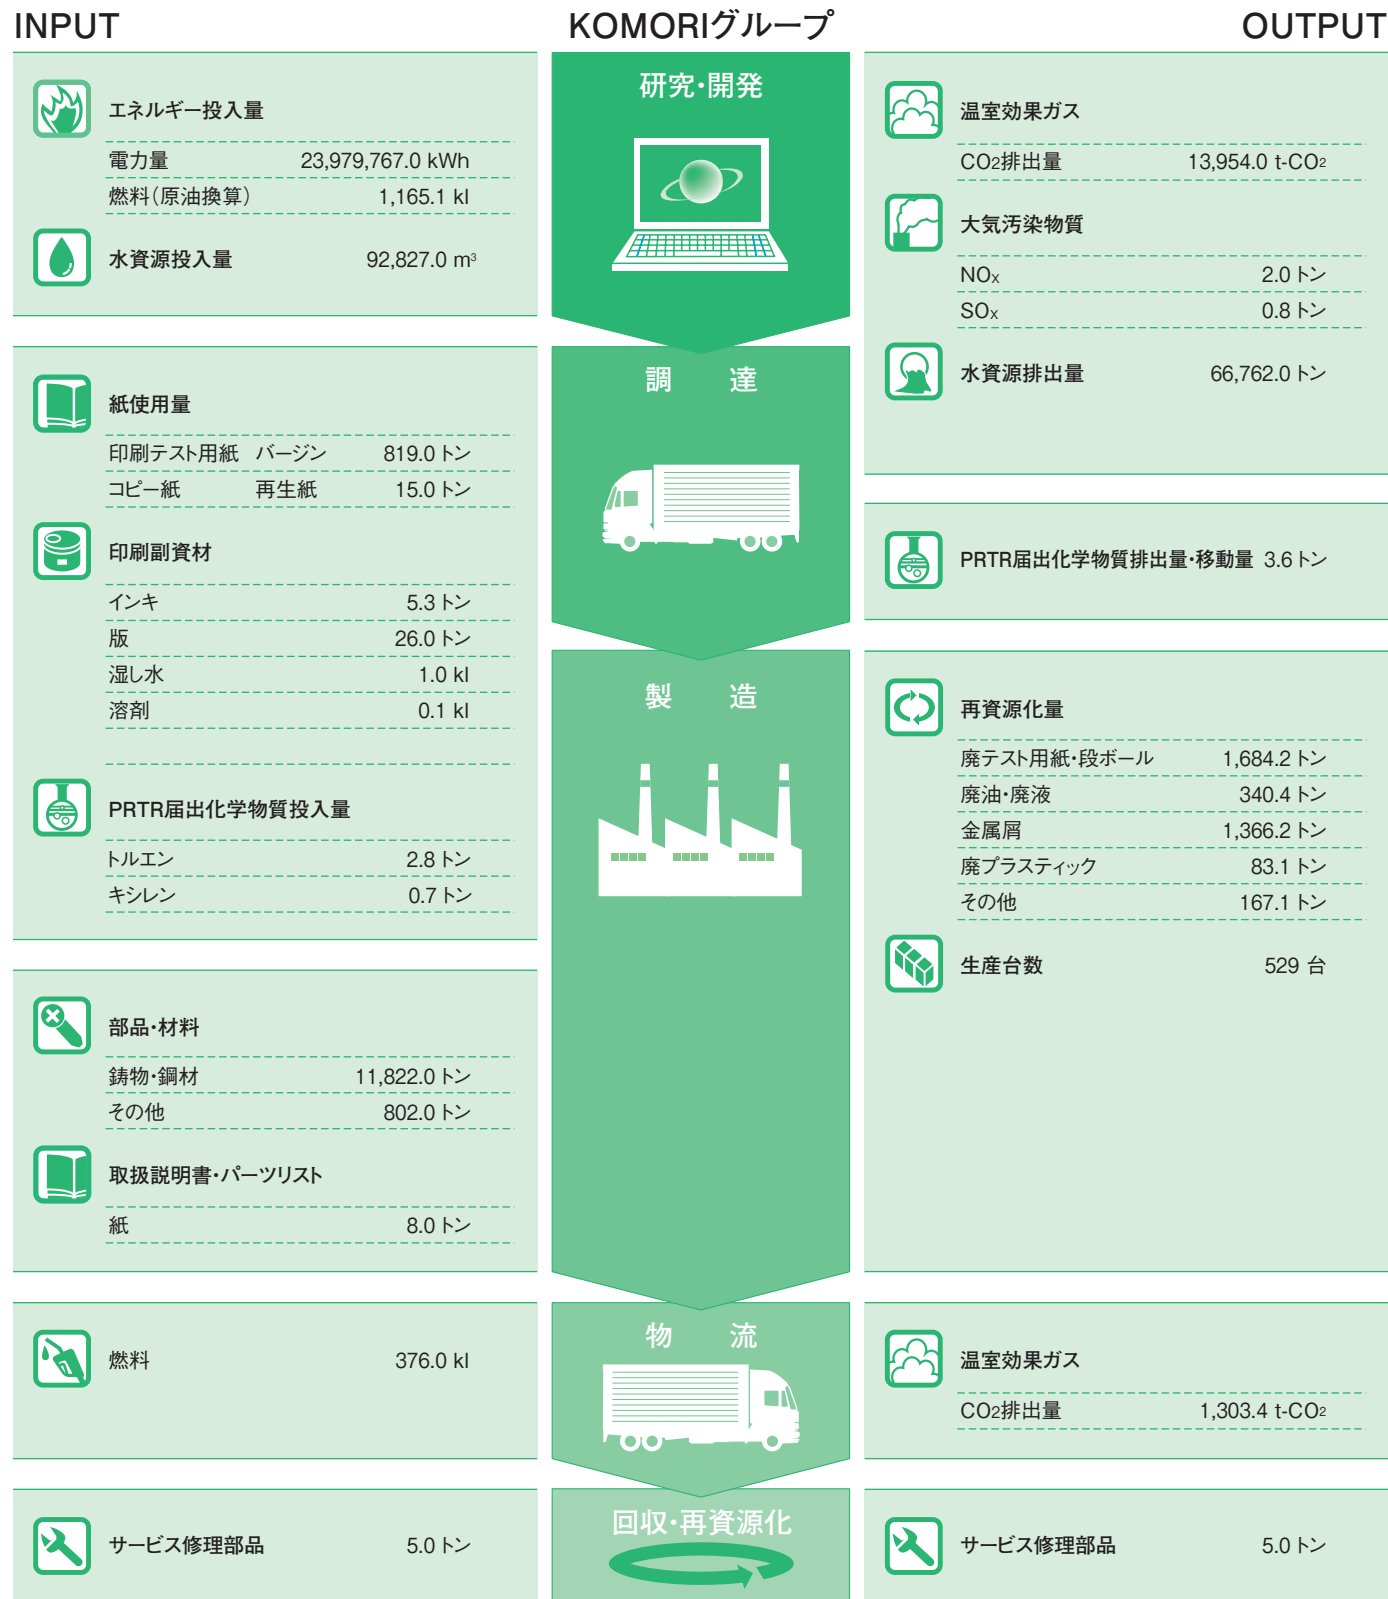 INPUT
KOMORIグループ
OUTPUT
エネルギー投入量
電力量 23,979,767.0 kWh
燃料(原油換算) 1,165.1 kl
水資源投入量 92,827.0 m³
紙使用量
印刷テスト用紙 バージン 819.0 トン
コピー紙 再生紙 15.0 トン
印刷副資材
インキ 5.3 トン
版 26.0 トン
湿し水 1.0 kl
溶剤 0.1 kl
PRTR届出化学物質投入量
トルエン 2.8 トン
キシレン 0.7 トン
部品・材料
鋳物・鋼材 11,822.0 トン
その他 802.0 トン
取扱説明書・パーツリスト
紙 8.0 トン
燃料 376.0 kl
サービス修理部品 5.0 トン
研究・開発
調 達
製 造
物 流
回収・再資源化
温室効果ガス
CO2排出量 13,954.0 t-CO2
大気汚染物質
NOx 2.0 トン
SOx 0.8 トン
水資源排出量 66,762.0 トン
PRTR届出化学物質排出量・移動量 3.6 トン
再資源化量
廃テスト用紙・段ボール 1,684.2 トン
廃油・廃液 340.4 トン
金属屑 1,366.2 トン
廃プラスティック 83.1 トン
その他 167.1 トン
生産台数 529 台
温室効果ガス
CO2排出量 1,303.4 t-CO2
サービス修理部品 5.0 トン